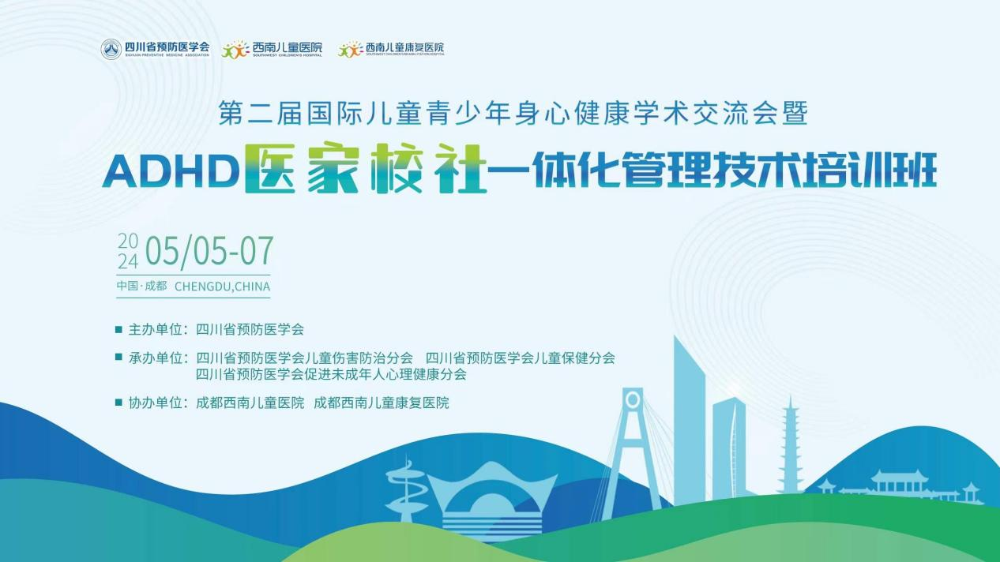 四川省预防医学会
SICHUAN PREVENTIVE MEDICINE ASSOCIATION
西南儿童医院
SOUTHWEST CHILDREN'S HOSPITAL
西南儿童康复医院
SOUTHWEST CHILDREN'S REHABILITATION HOSPITAL
第二届国际儿童青少年身心健康学术交流会暨
ADHD医家校社一体化管理技术培训班
2024 05/05-07
中国·成都 CHENGDU,CHINA
主办单位：四川省预防医学会
承办单位：四川省预防医学会儿童伤害防治分会 四川省预防医学会儿童保健分会
四川省预防医学会促进未成年人心理健康分会
协办单位：成都西南儿童医院 成都西南儿童康复医院